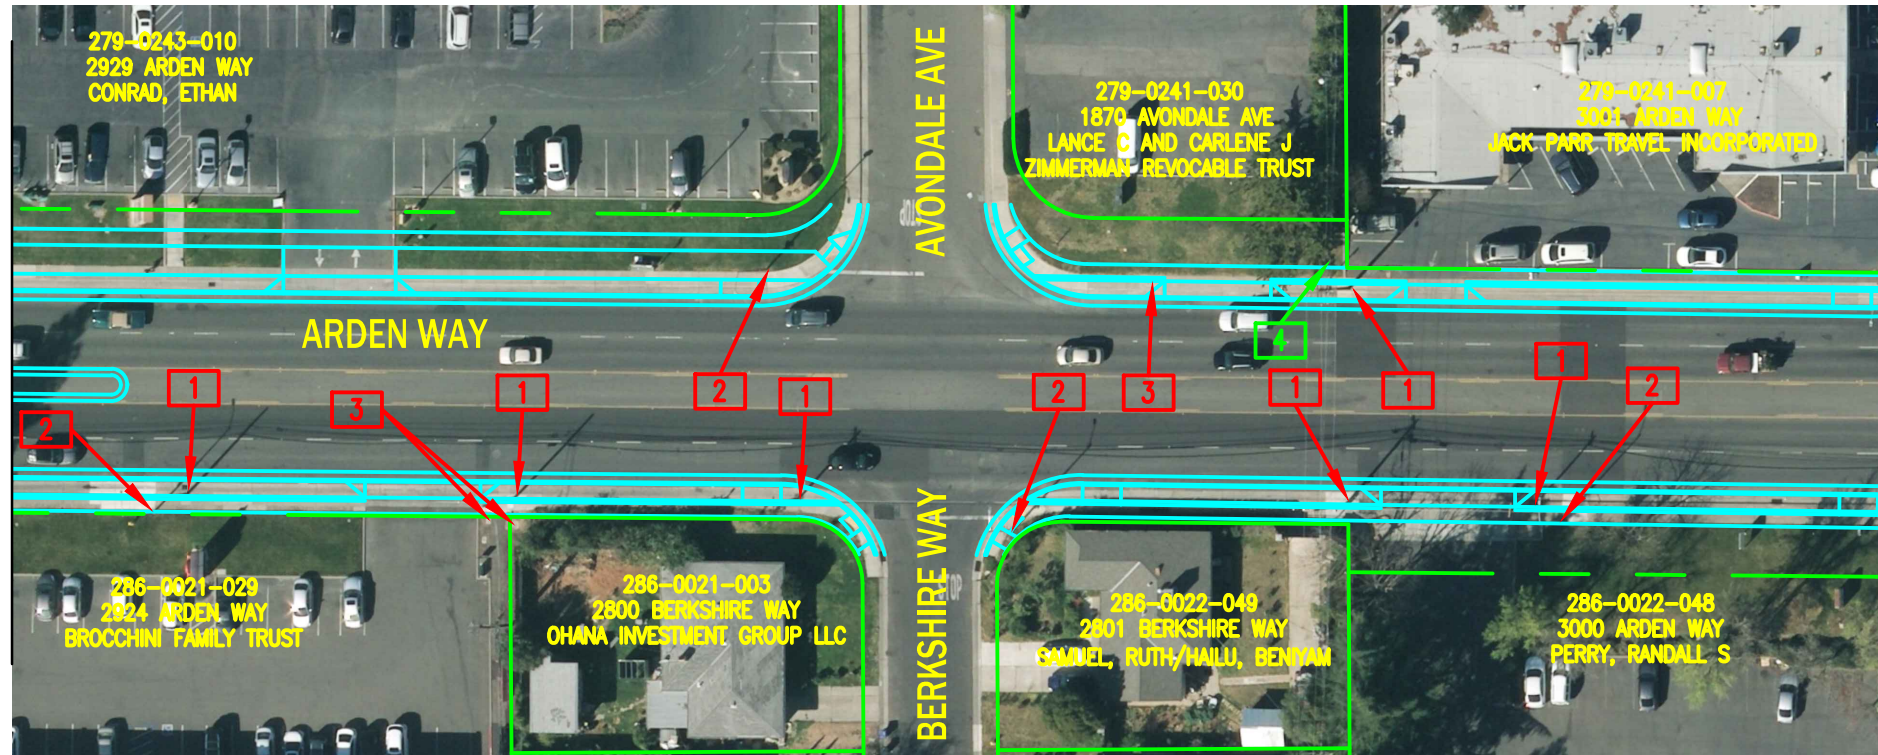 279-0243-010
2929 ARDEN WAY
CONRAD, ETHAN
AVONDALE AVE
279-0241-030
1870 AVONDALE AVE
LANCE C AND CARLENE J
ZIMMERMAN REVOCABLE TRUST
279-0241-007
3001 ARDEN WAY
JACK PARR TRAVEL INCORPORATED
STOP
ARDEN WAY
4
1
3
1
2
1
2
3
1
1
1
2
2
BERKSHIRE WAY
STOP
286-0021-029
2924 ARDEN WAY
BROCCHINI FAMILY TRUST
286-0021-003
2800 BERKSHIRE WAY
OHANA INVESTMENT GROUP LLC
286-0022-049
2801 BERKSHIRE WAY
SAMUEL, RUTH/HAILU, BENIYAM
286-0022-048
3000 ARDEN WAY
PERRY, RANDALL S